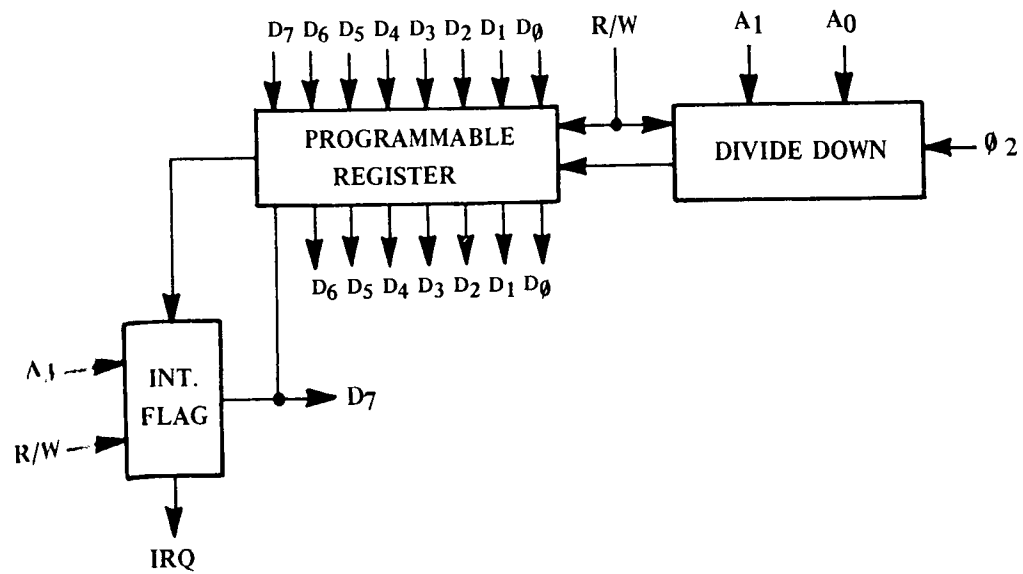 D7 D6 D5 D4 D3 D2 D1 DØ
R/W
A1
A0
PROGRAMMABLE
REGISTER
DIVIDE DOWN
Ø 2
D6 D5 D4 D3 D2 D1 DØ
INT.
FLAG
R/W
D7
IRQ